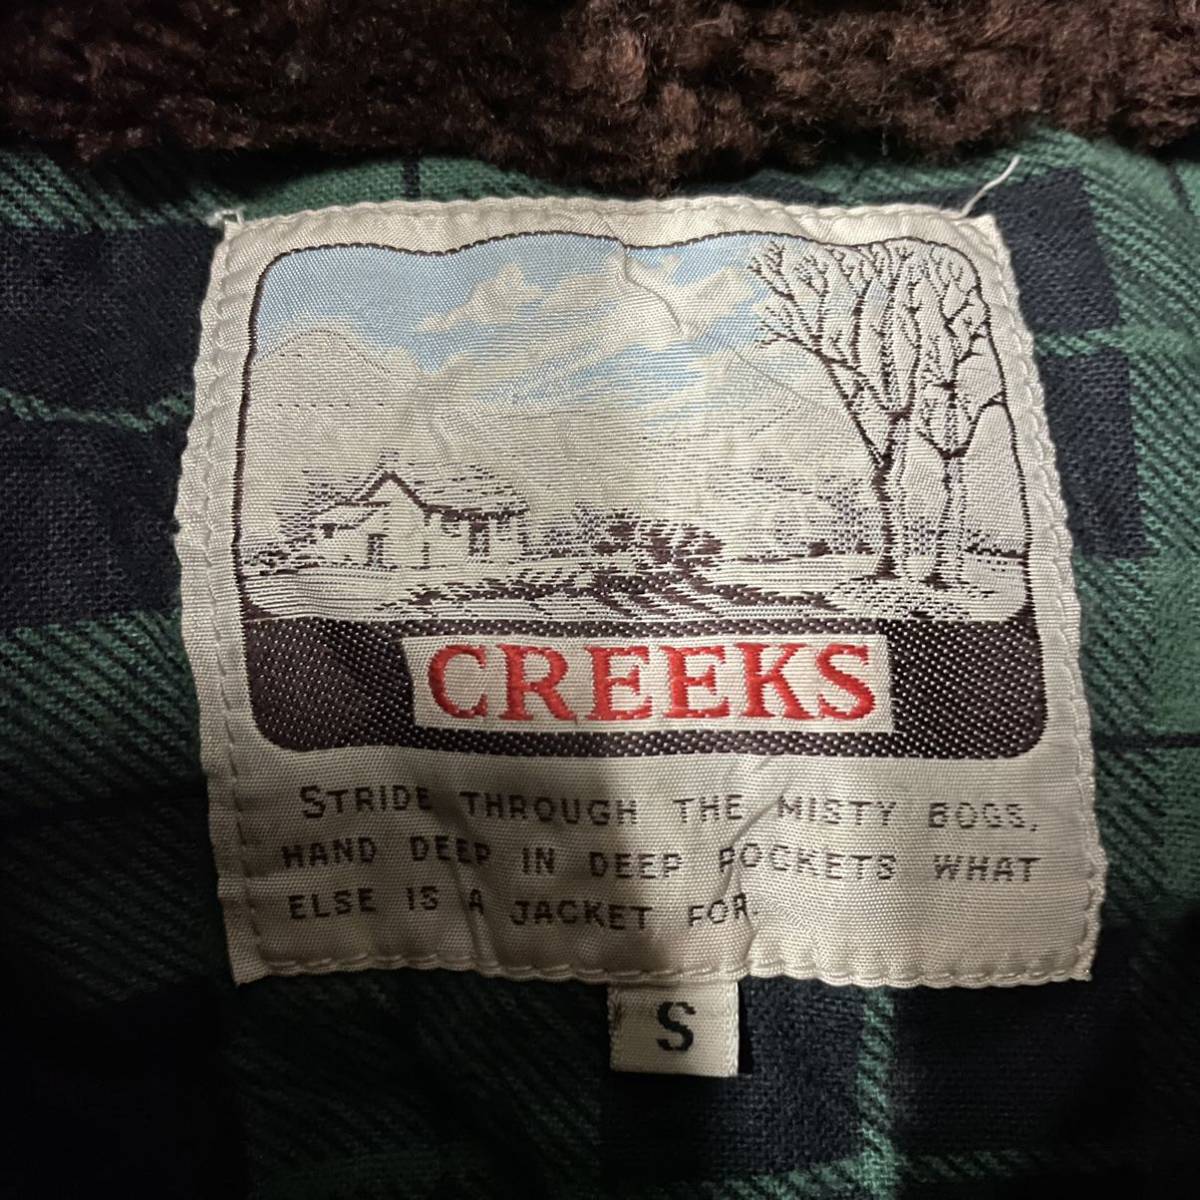 CREEKS
STRIDE THROUGH THE MISTY BOGS,
HAND DEEP IN DEEP POCKETS WHAT
ELSE IS A JACKET FOR.
S